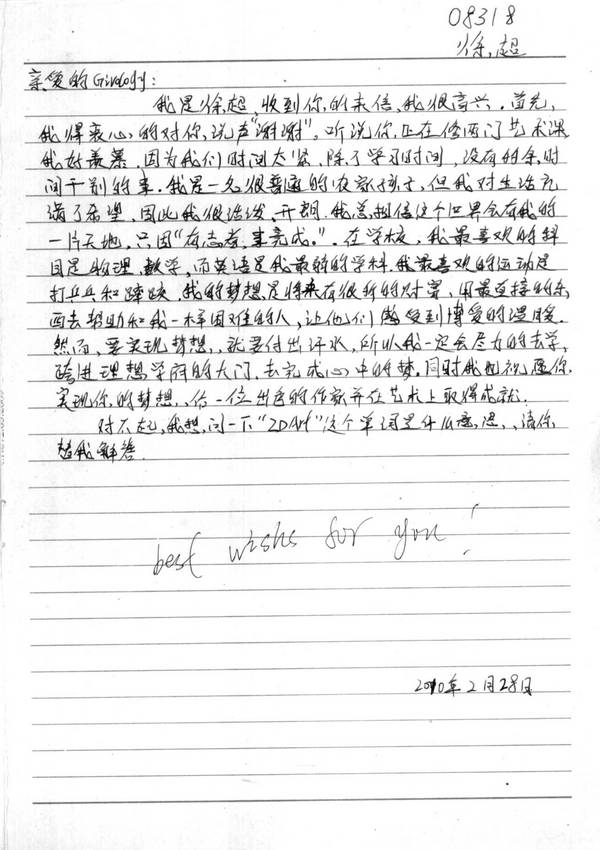 08318
徐超
亲爱的Givology:
我是徐超,收到你的来信,我很高兴。首先,
我得衷心的对你说声"谢谢"。听说你正在修两门艺术课
我好羡慕,因为我们时间太紧,除了学习时间,没有的余时
间干别的事。我是一名很普通的农家孩子,但我对生活充
满了希望,因此我很活泼、开朗。我总相信这个世界会有我的
一片天地,只因"有志者,事竟成。"。在学校,我最喜欢的科
目是物理、数学,而英语是我最弱的学科。我最喜欢的运动是
打乒乓和踢跶。我的梦想是将来有很所的财富,用最直接的东
西去帮助和我一样困难的人,让他们感受到博爱的温暖。
然而,要实现梦想,就要付出汗水,所以我一定会尽力的去学,
跨进理想学府的大门,去完成心中的梦。同时我也祝愿你
实现你的梦想,,做一位出色的作家并在艺术上取得成就.
对不起,我想问一下"2DArt"这个单词是什么意思,请你
替我解答.
best wishs for you!
2010年2月28日